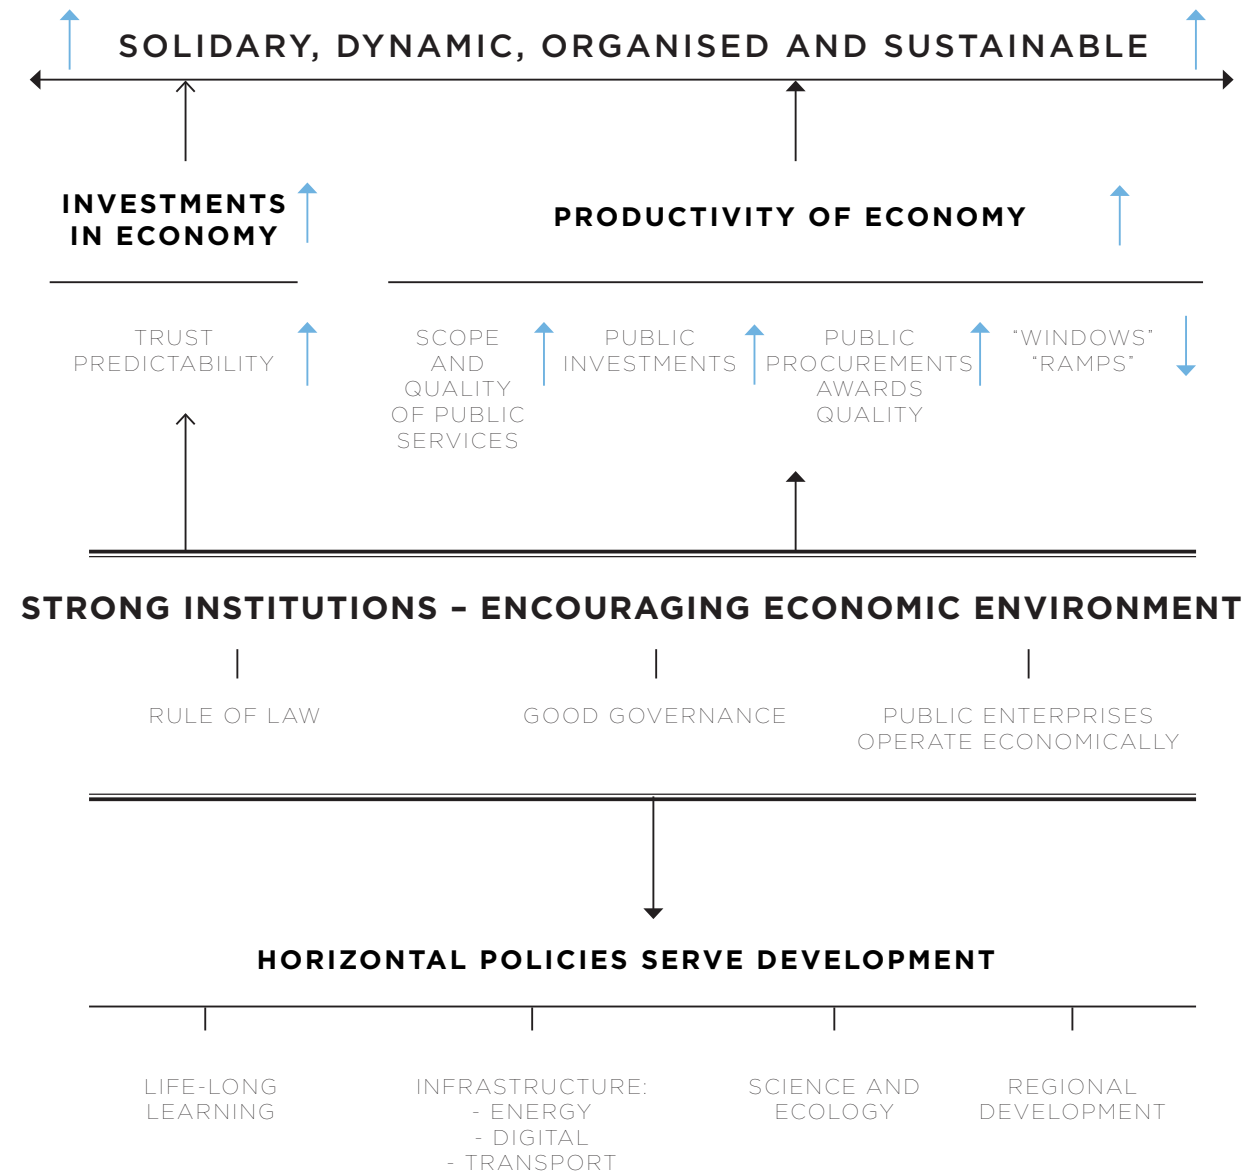 SOLIDARY, DYNAMIC, ORGANISED AND SUSTAINABLE
INVESTMENTS
IN ECONOMY
PRODUCTIVITY OF ECONOMY
TRUST
PREDICTABILITY
SCOPE
AND
QUALITY
OF PUBLIC
SERVICES
PUBLIC
INVESTMENTS
PUBLIC
PROCUREMENTS
AWARDS
QUALITY
“WINDOWS”
“RAMPS”
STRONG INSTITUTIONS – ENCOURAGING ECONOMIC ENVIRONMENT
RULE OF LAW
GOOD GOVERNANCE
PUBLIC ENTERPRISES
OPERATE ECONOMICALLY
HORIZONTAL POLICIES SERVE DEVELOPMENT
LIFE-LONG
LEARNING
INFRASTRUCTURE:
- ENERGY
- DIGITAL
- TRANSPORT
SCIENCE AND
ECOLOGY
REGIONAL
DEVELOPMENT